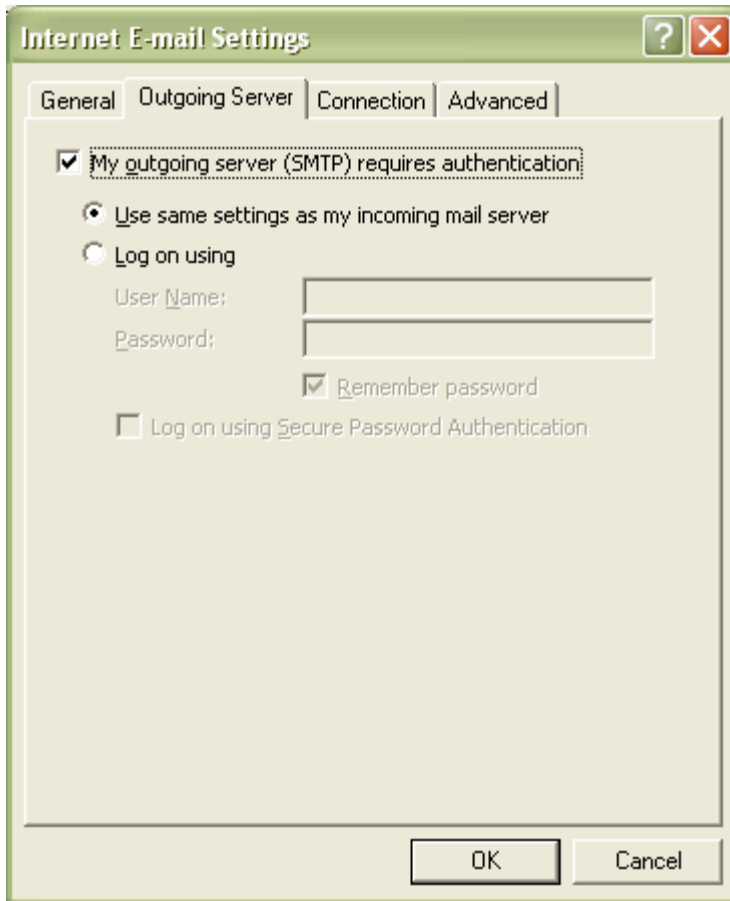 Internet E-mail Settings
General Outgoing Server Connection Advanced
My outgoing server (SMTP) requires authentication
Use same settings as my incoming mail server
Log on using
User Name:
Password:
Remember password
Log on using Secure Password Authentication
OK Cancel